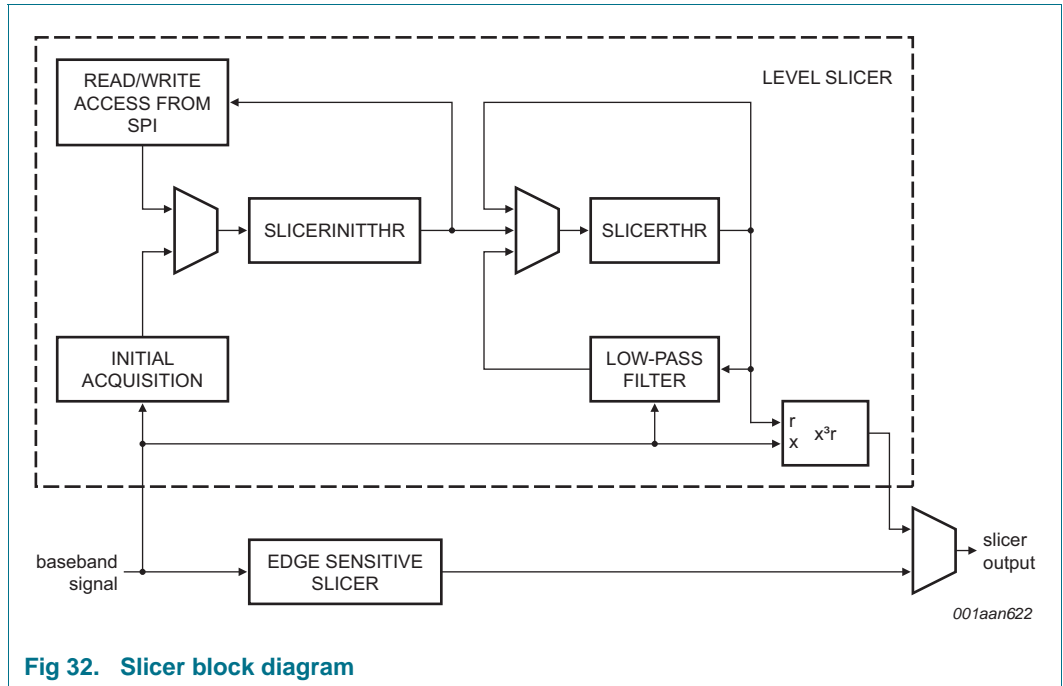 READ/WRITE
ACCESS FROM
SPI
LEVEL SLICER
SLICERINITTHR
SLICERTHR
INITIAL
ACQUISITION
LOW-PASS
FILTER
r
x
x³r
baseband
signal
EDGE SENSITIVE
SLICER
slicer
output
001aan622
Fig 32. Slicer block diagram